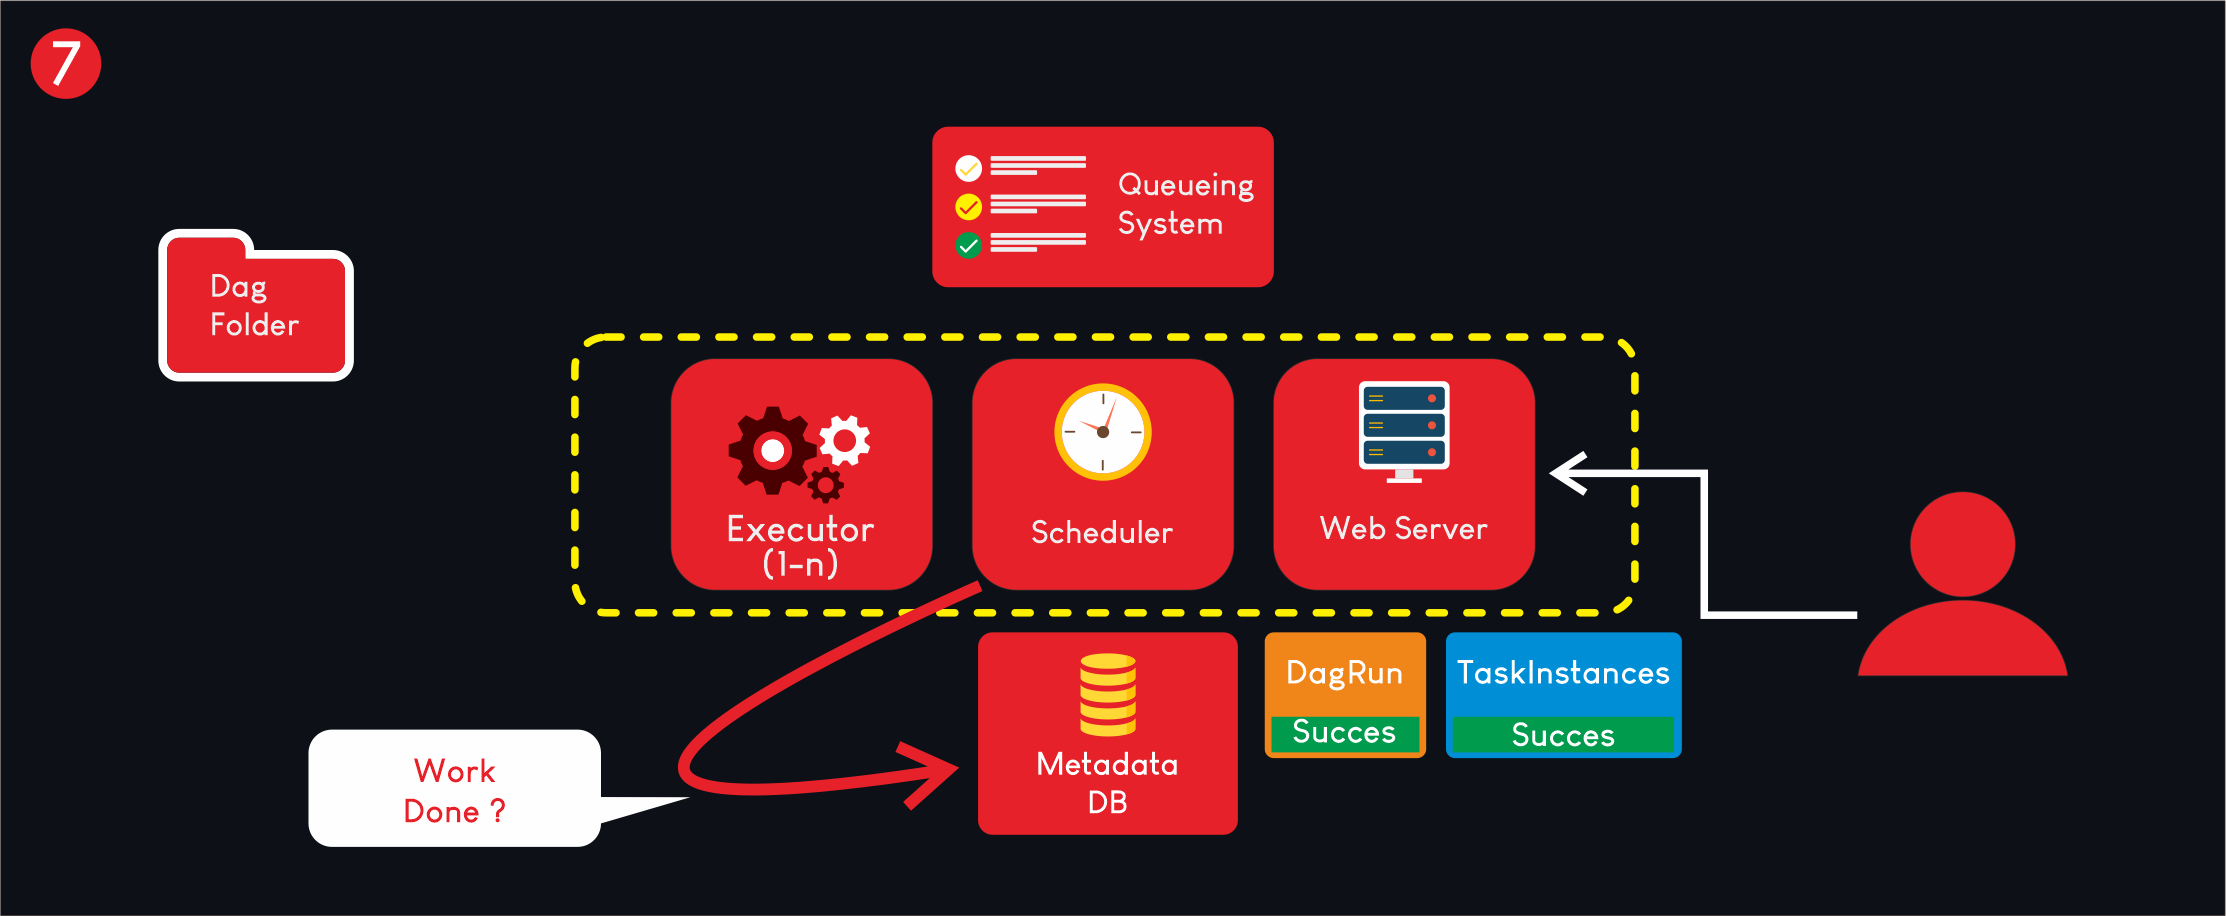 7
Queueing
System
Dag
Folder
Executor
(1-n)
Scheduler
Web Server
DagRun
Succes
TaskInstances
Succes
Metadata
DB
Work
Done ?